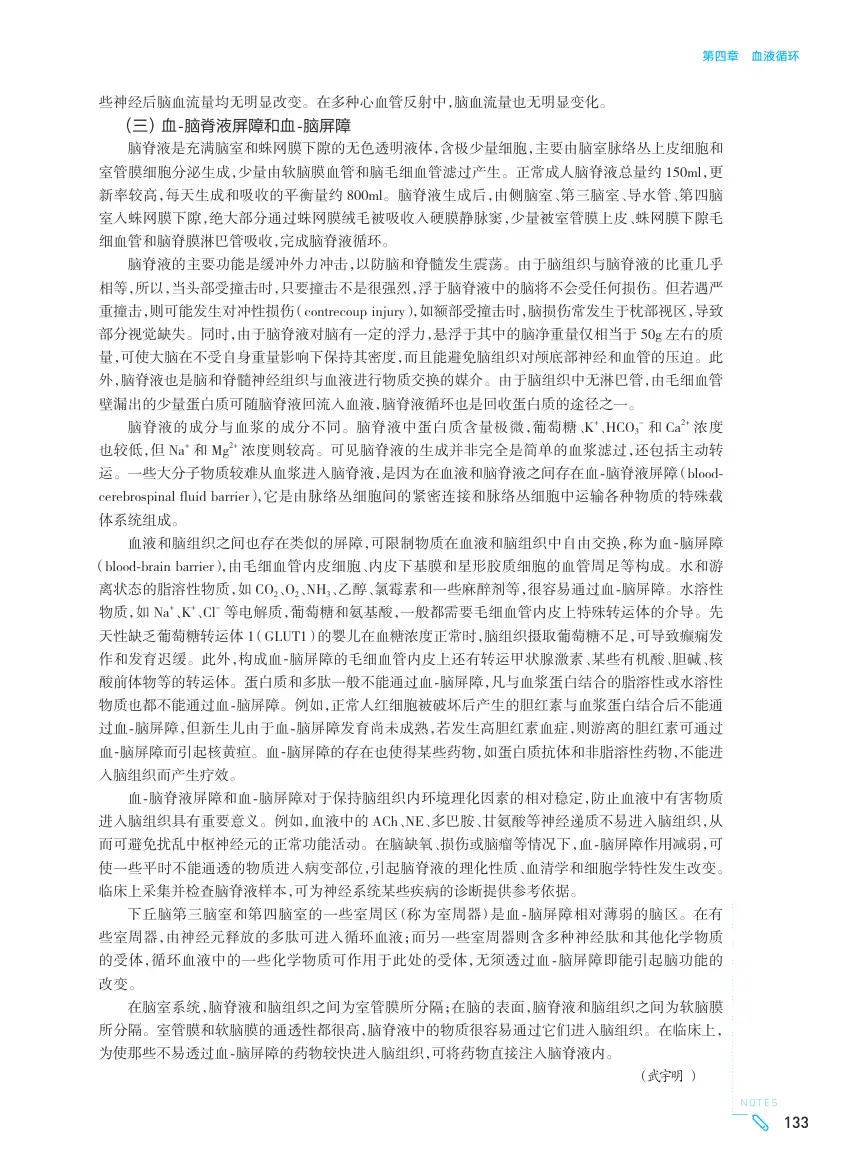 第四章 血液循环
些神经后脑血流量均无明显改变。在多种心血管反射中,脑血流量也无明显变化。
(三)血-脑脊液屏障和血-脑屏障
脑脊液是充满脑室和蛛网膜下隙的无色透明液体,含极少量细胞,主要由脑室脉络丛上皮细胞和
室管膜细胞分泌生成,少量由软脑膜血管和脑毛细血管滤过产生。正常成人脑脊液总量约 150ml,更
新率较高,每天生成和吸收的平衡量约 800ml。脑脊液生成后,由侧脑室、第三脑室、导水管、第四脑
室入蛛网膜下隙,绝大部分通过蛛网膜绒毛被吸收入硬膜静脉窦,少量被室管膜上皮、蛛网膜下隙毛
细血管和脑脊膜淋巴管吸收,完成脑脊液循环。
脑脊液的主要功能是缓冲外力冲击,以防脑和脊髓发生震荡。由于脑组织与脑脊液的比重几乎
相等,所以,当头部受撞击时,只要撞击不是很强烈,浮于脑脊液中的脑将不会受任何损伤。但若遇严
重撞击,则可能发生对冲性损伤(contrecoup injury),如额部受撞击时,脑损伤常发生于枕部视区,导致
部分视觉缺失。同时,由于脑脊液对脑有一定的浮力,悬浮于其中的脑净重量仅相当于 50g 左右的质
量,可使大脑在不受自身重量影响下保持其密度,而且能避免脑组织对颅底部神经和血管的压迫。此
外,脑脊液也是脑和脊髓神经组织与血液进行物质交换的媒介。由于脑组织中无淋巴管,由毛细血管
壁漏出的少量蛋白质可随脑脊液回流入血液,脑脊液循环也是回收蛋白质的途径之一。
脑脊液的成分与血浆的成分不同。脑脊液中蛋白质含量极微,葡萄糖、K⁺、HCO₃⁻ 和 Ca²⁺ 浓度
也较低,但 Na⁺ 和 Mg²⁺ 浓度则较高。可见脑脊液的生成并非完全是简单的血浆滤过,还包括主动转
运。一些大分子物质较难从血浆进入脑脊液,是因为在血液和脑脊液之间存在血-脑脊液屏障(blood-
cerebrospinal fluid barrier),它是由脉络丛细胞间的紧密连接和脉络丛细胞中运输各种物质的特殊载
体系统组成。
血液和脑组织之间也存在类似的屏障,可限制物质在血液和脑组织中自由交换,称为血-脑屏障
(blood-brain barrier),由毛细血管内皮细胞、内皮下基膜和星形胶质细胞的血管周足等构成。水和游
离状态的脂溶性物质,如 CO₂、O₂、NH₃、乙醇、氯霉素和一些麻醉剂等,很容易通过血-脑屏障。水溶性
物质,如 Na⁺、K⁺、Cl⁻ 等电解质,葡萄糖和氨基酸,一般都需要毛细血管内皮上特殊转运体的介导。先
天性缺乏葡萄糖转运体 1(GLUT1)的婴儿在血糖浓度正常时,脑组织摄取葡萄糖不足,可导致癫痫发
作和发育迟缓。此外,构成血-脑屏障的毛细血管内皮上还有转运甲状腺激素、某些有机酸、胆碱、核
酸前体物等的转运体。蛋白质和多肽一般不能通过血-脑屏障,凡与血浆蛋白结合的脂溶性或水溶性
物质也都不能通过血-脑屏障。例如,正常人红细胞被破坏后产生的胆红素与血浆蛋白结合后不能通
过血-脑屏障,但新生儿由于血-脑屏障发育尚未成熟,若发生高胆红素血症,则游离的胆红素可通过
血-脑屏障而引起核黄疸。血-脑屏障的存在也使得某些药物,如蛋白质抗体和非脂溶性药物,不能进
入脑组织而产生疗效。
血-脑脊液屏障和血-脑屏障对于保持脑组织内环境理化因素的相对稳定,防止血液中有害物质
进入脑组织具有重要意义。例如,血液中的 ACh、NE、多巴胺、甘氨酸等神经递质不易进入脑组织,从
而可避免扰乱中枢神经元的正常功能活动。在脑缺氧、损伤或脑瘤等情况下,血-脑屏障作用减弱,可
使一些平时不能通透的物质进入病变部位,引起脑脊液的理化性质、血清学和细胞学特性发生改变。
临床上采集并检查脑脊液样本,可为神经系统某些疾病的诊断提供参考依据。
下丘脑第三脑室和第四脑室的一些室周区(称为室周器)是血-脑屏障相对薄弱的脑区。在有
些室周器,由神经元释放的多肽可进入循环血液;而另一些室周器则含多种神经肽和其他化学物质
的受体,循环血液中的一些化学物质可作用于此处的受体,无须透过血-脑屏障即能引起脑功能的
改变。
在脑室系统,脑脊液和脑组织之间为室管膜所分隔;在脑的表面,脑脊液和脑组织之间为软脑膜
所分隔。室管膜和软脑膜的通透性都很高,脑脊液中的物质很容易通过它们进入脑组织。在临床上,
为使那些不易透过血-脑屏障的药物较快进入脑组织,可将药物直接注入脑脊液内。
(武宇明)
NOTES
133